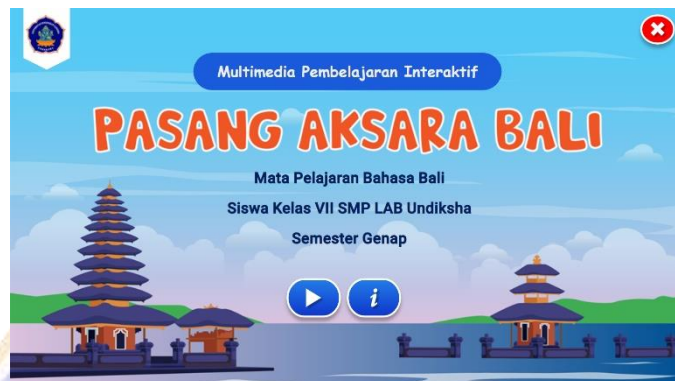 Multimedia Pembelajaran Interaktif
PASANG AKSARA BALI
Mata Pelajaran Bahasa Bali
Siswa Kelas VII SMP LAB Undiksha
Semester Genap
i